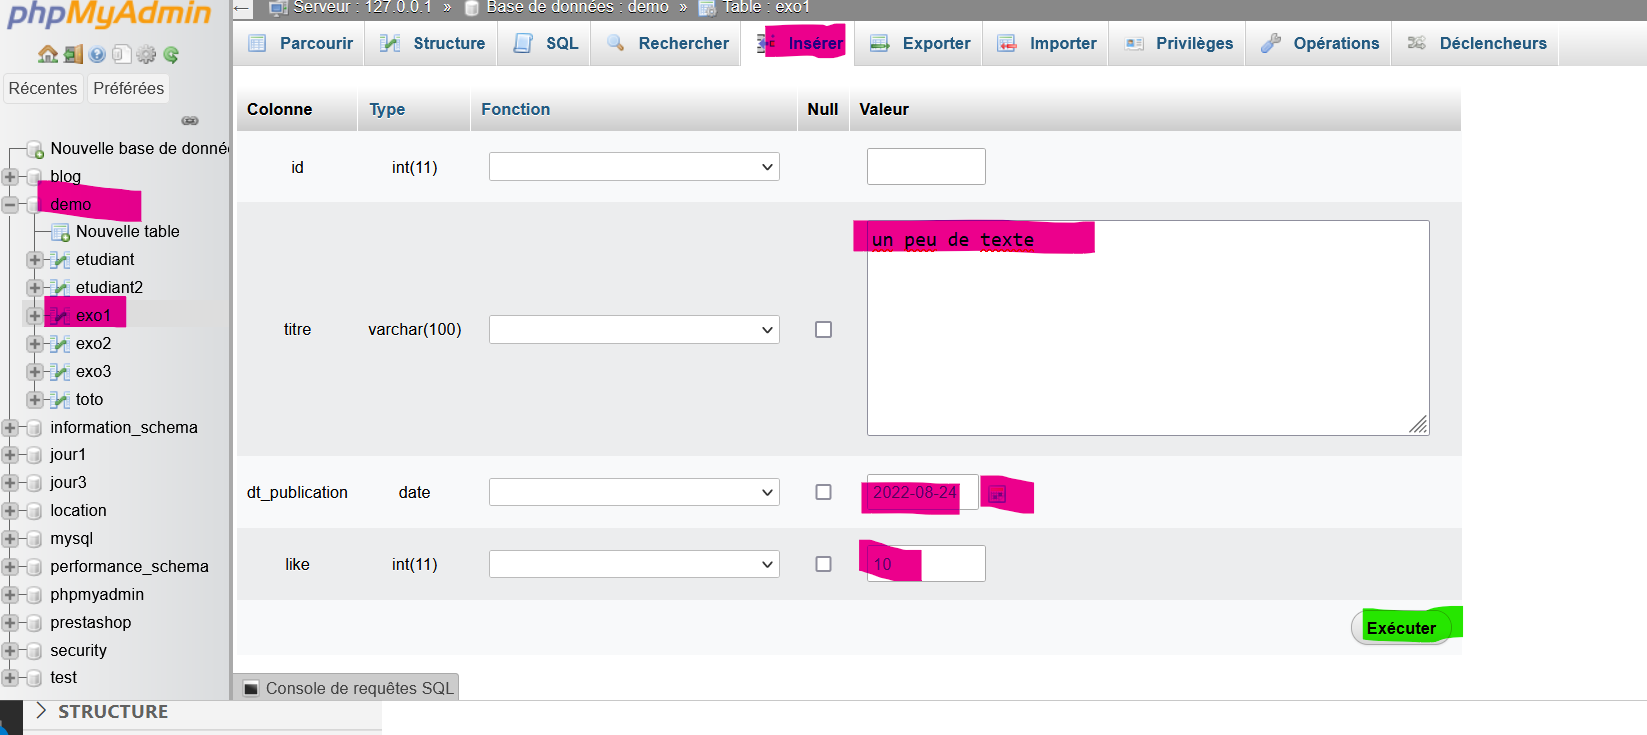 phpMyAdmin
Récentes Préférées
Nouvelle base de donné
blog
demo
Nouvelle table
etudiant
etudiant2
exo1
exo2
exo3
toto
information_schema
jour1
jour3
location
mysql
performance_schema
phpmyadmin
prestashop
security
test
Serveur : 127.0.0.1 » Base de données : demo » Table : exo1
Parcourir Structure SQL Rechercher Insérer Exporter Importer Privilèges Opérations Déclencheurs
Colonne Type Fonction Null Valeur
id int(11)
titre varchar(100) un peu de texte
dt_publication date 2022-08-24
like int(11) 10
Exécuter
Console de requêtes SQL
STRUCTURE